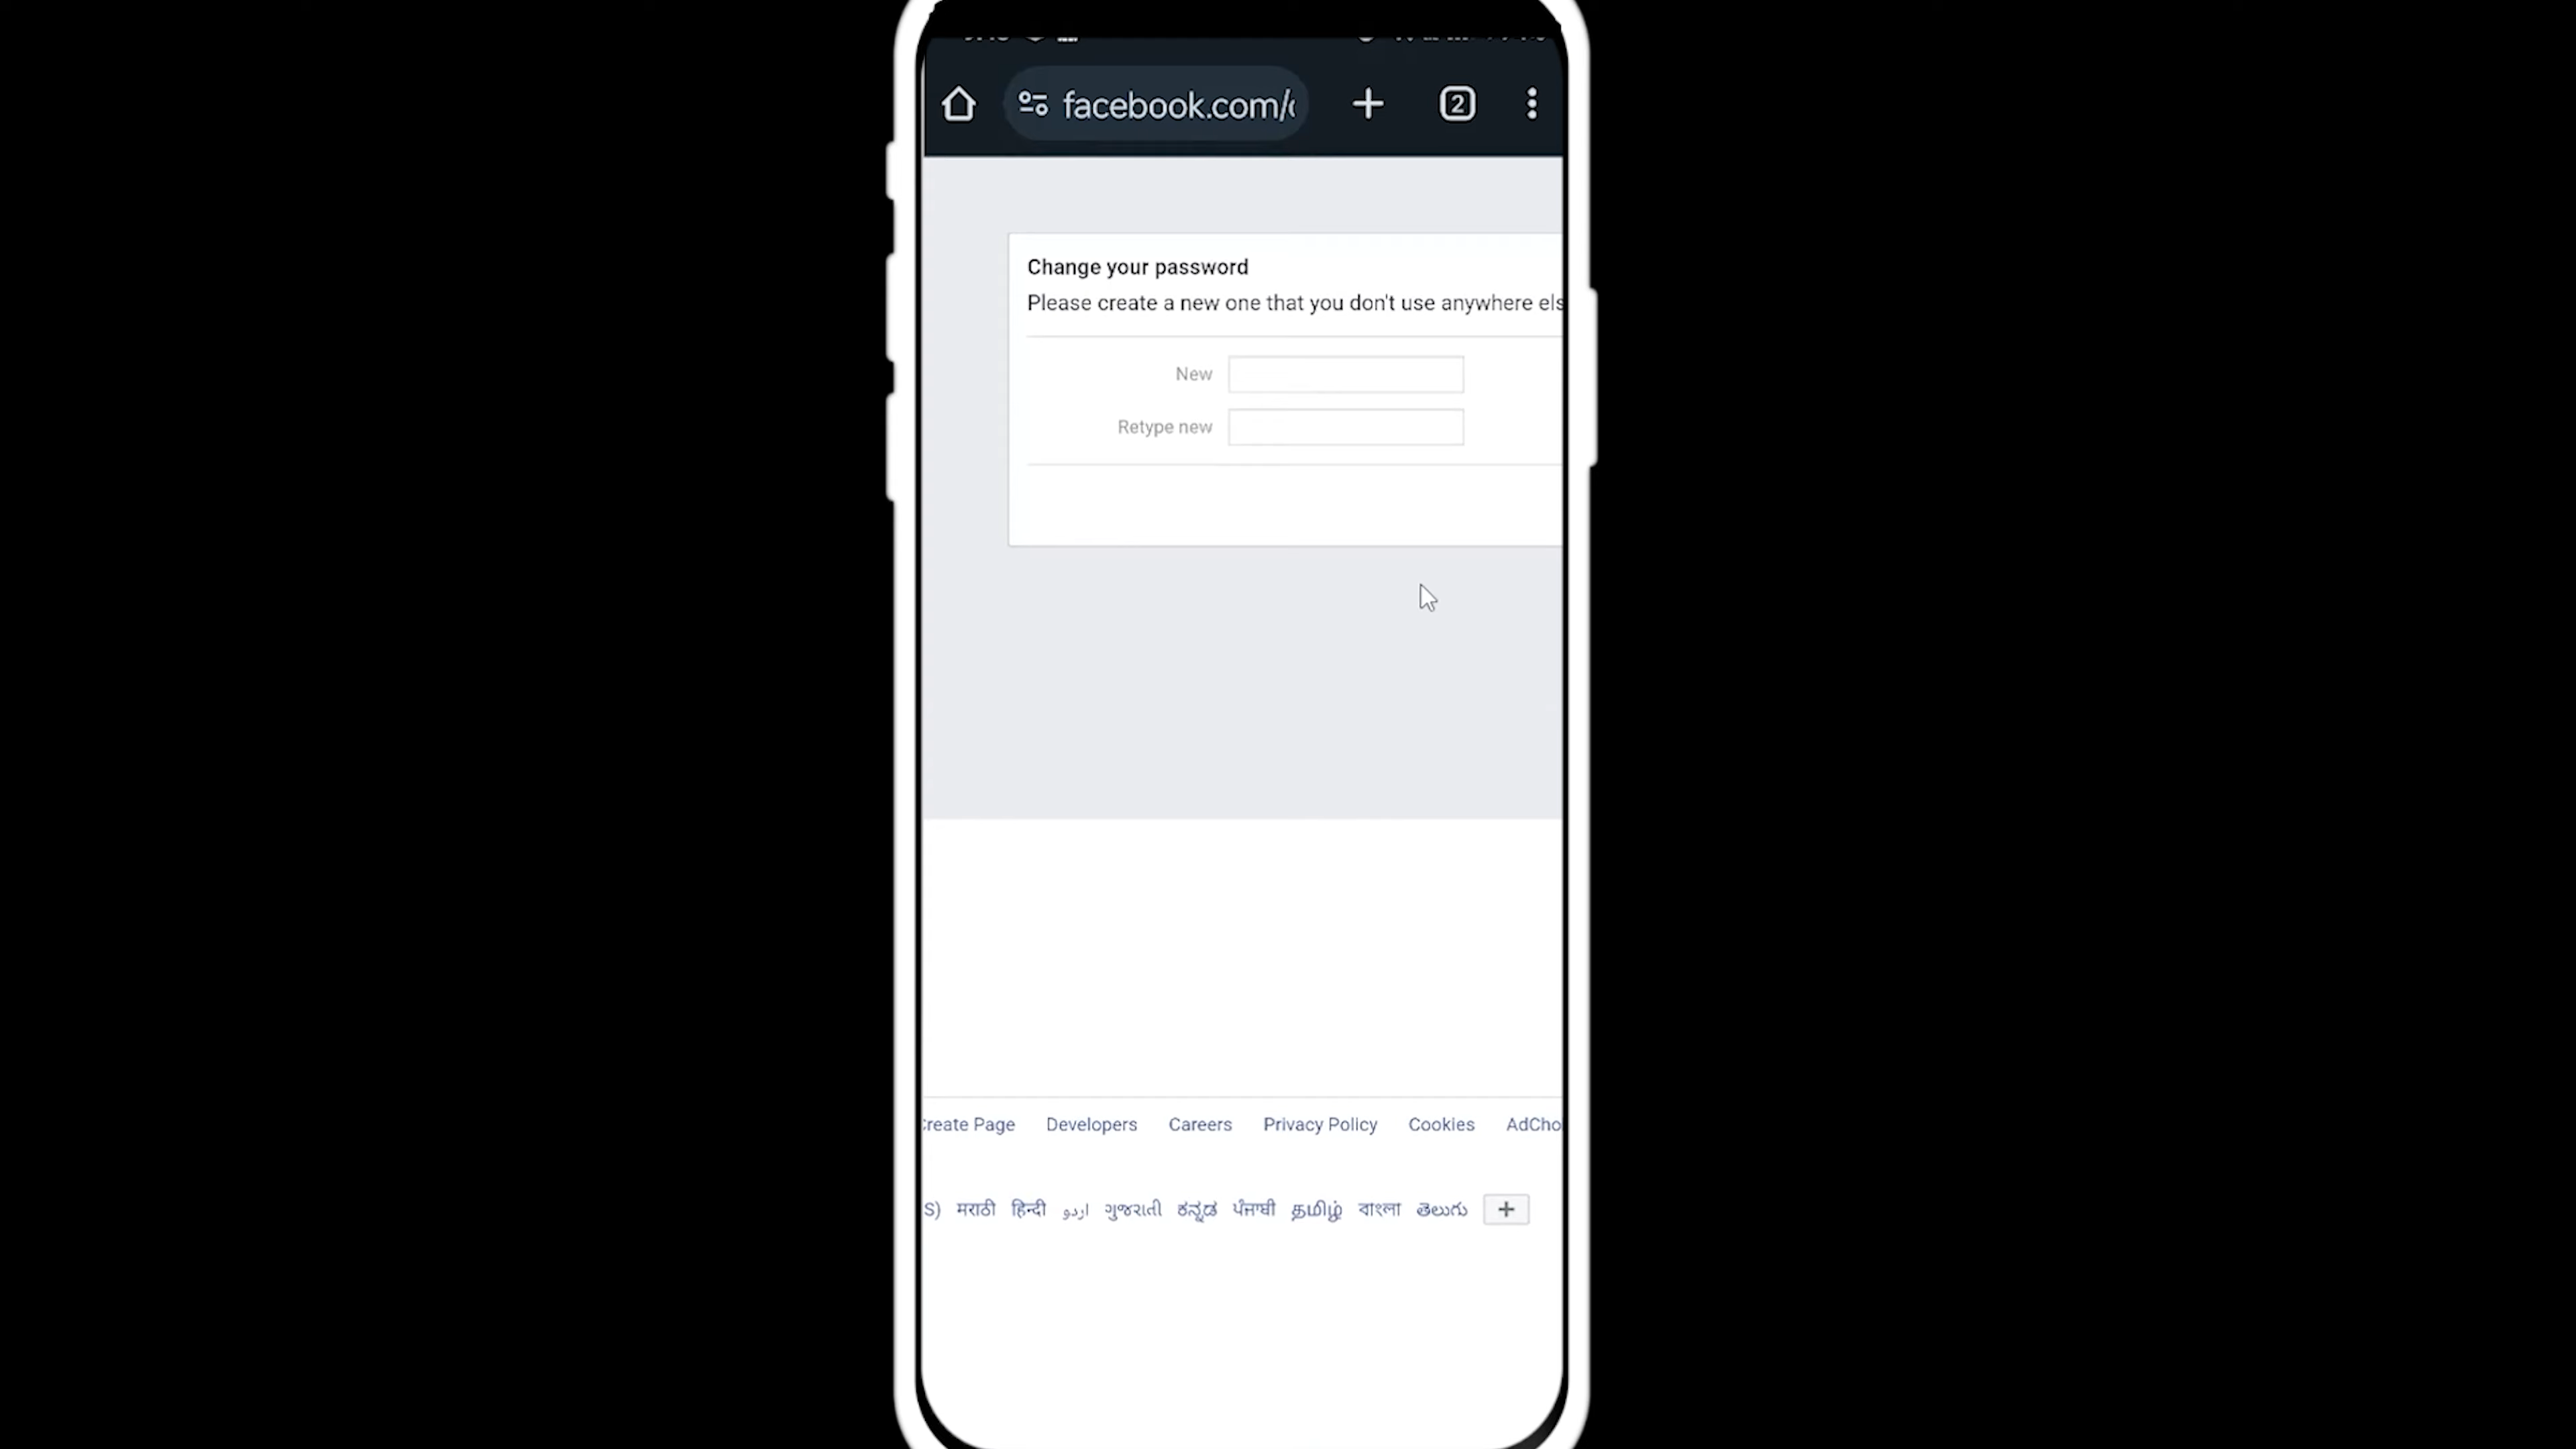 facebook.com/
2
Change your password
Please create a new one that you don't use anywhere els
New
Retype new
reate Page Developers Careers Privacy Policy Cookies AdCho
S) मराठी हिन्दी اردو ગુજરાતી ಕನ್ನಡ ਪੰਜਾਬੀ தமிழ் বাংলা తెలుగు +